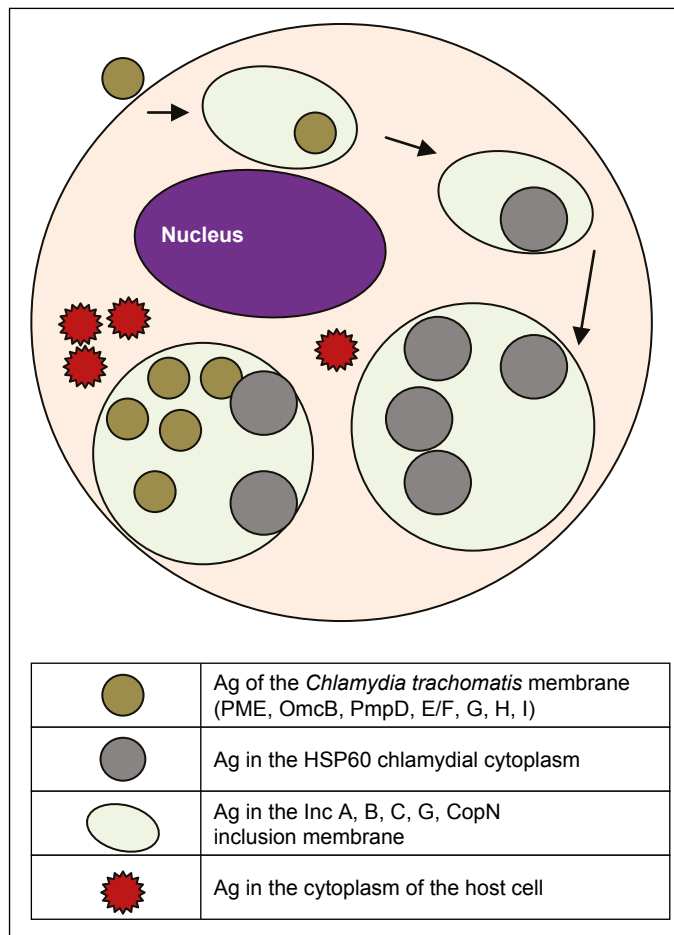 Nucleus
Ag of the Chlamydia trachomatis membrane
(PME, OmcB, PmpD, E/F, G, H, I)
Ag in the HSP60 chlamydial cytoplasm
Ag in the Inc A, B, C, G, CopN
inclusion membrane
Ag in the cytoplasm of the host cell